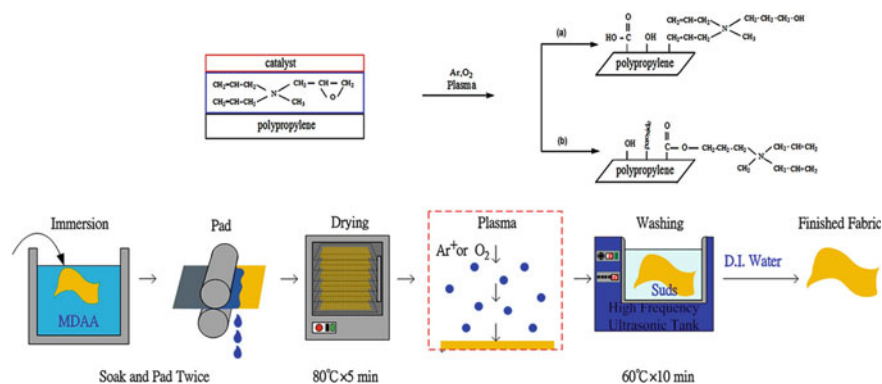 catalyst
CH₂=CH-CH₂
CH₂=CH-CH₂
N
CH₂-CH-CH₂
O
CH₃
polypropylene
Ar,O₂
Plasma
(a)
O
HO
C
OH
CH₂-CH-CH₂
CH₂-CH-CH₂
N
CH₂-CH₂-CH₂-OH
CH₃
polypropylene
(b)
OH
O
C-O-CH₂-CH₂-CH₂
N
CH₂-CH=CH₂
CH₂-CH=CH₂
CH₃
polypropylene
Immersion
Pad
Drying
Plasma
Washing
Finished Fabric
Ar⁺or O₂
D.I. Water
MDAA
Suds
High Frequency
Ultrasonic Tank
Soak and Pad Twice
80℃×5 min
60℃×10 min